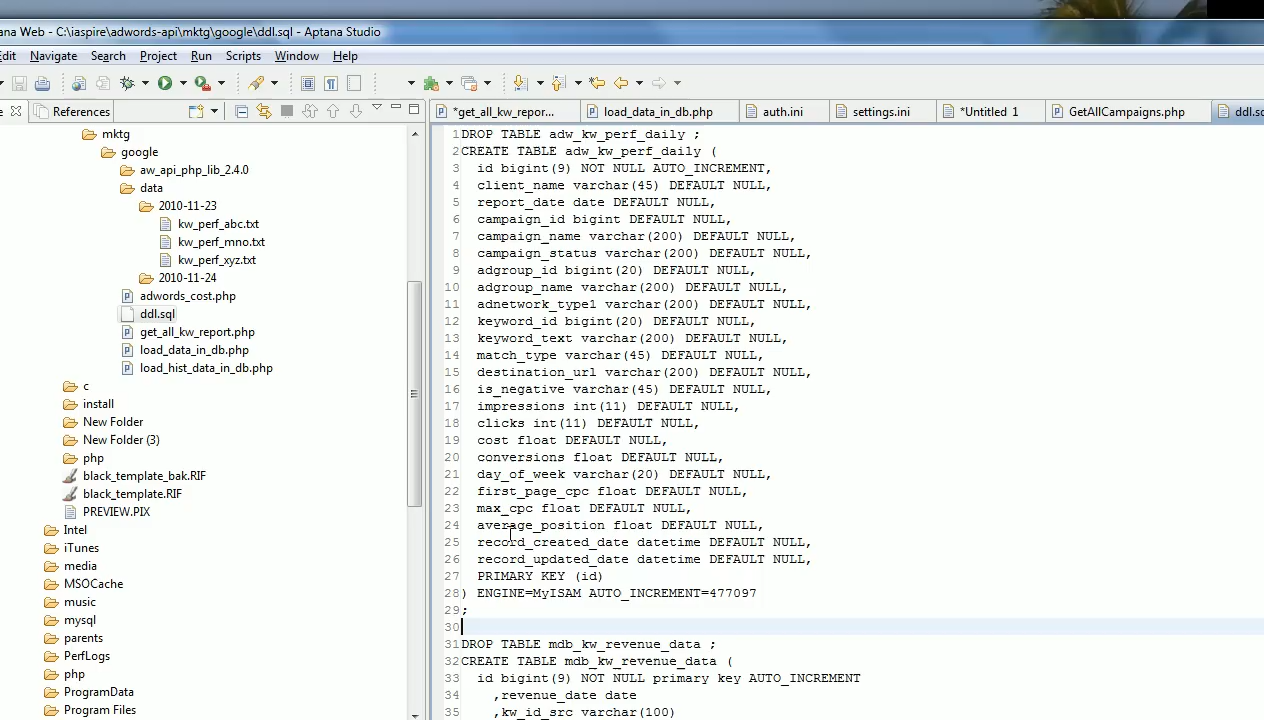 ana Web - C:\iaspire\adwords-api\mktg\google\ddl.sql - Aptana Studio
Edit Navigate Search Project Run Scripts Window Help
e References
*get_all_kw_repor... load_data_in_db.php auth.ini settings.ini *Untitled 1 GetAllCampaigns.php ddl.sq
mktg
google
aw_api_php_lib_2.4.0
data
2010-11-23
kw_perf_abc.txt
kw_perf_mno.txt
kw_perf_xyz.txt
2010-11-24
adwords_cost.php
ddl.sql
get_all_kw_report.php
load_data_in_db.php
load_hist_data_in_db.php
c
install
New Folder
New Folder (3)
php
black_template_bak.RIF
black_template.RIF
PREVIEW.PIX
Intel
iTunes
media
MSOCache
music
mysql
parents
PerfLogs
php
ProgramData
Program Files
1 DROP TABLE adw_kw_perf_daily ;
2 CREATE TABLE adw_kw_perf_daily (
3 id bigint(9) NOT NULL AUTO_INCREMENT,
4 client_name varchar(45) DEFAULT NULL,
5 report_date date DEFAULT NULL,
6 campaign_id bigint DEFAULT NULL,
7 campaign_name varchar(200) DEFAULT NULL,
8 campaign_status varchar(200) DEFAULT NULL,
9 adgroup_id bigint(20) DEFAULT NULL,
10 adgroup_name varchar(200) DEFAULT NULL,
11 adnetwork_type1 varchar(200) DEFAULT NULL,
12 keyword_id bigint(20) DEFAULT NULL,
13 keyword_text varchar(200) DEFAULT NULL,
14 match_type varchar(45) DEFAULT NULL,
15 destination_url varchar(200) DEFAULT NULL,
16 is_negative varchar(45) DEFAULT NULL,
17 impressions int(11) DEFAULT NULL,
18 clicks int(11) DEFAULT NULL,
19 cost float DEFAULT NULL,
20 conversions float DEFAULT NULL,
21 day_of_week varchar(20) DEFAULT NULL,
22 first_page_cpc float DEFAULT NULL,
23 max_cpc float DEFAULT NULL,
24 average_position float DEFAULT NULL,
25 record_created_date datetime DEFAULT NULL,
26 record_updated_date datetime DEFAULT NULL,
27 PRIMARY KEY (id)
28 ) ENGINE=MyISAM AUTO_INCREMENT=477097
29 ;
30
31 DROP TABLE mdb_kw_revenue_data ;
32 CREATE TABLE mdb_kw_revenue_data (
33 id bigint(9) NOT NULL primary key AUTO_INCREMENT
34 ,revenue_date date
35 ,kw_id_src varchar(100)